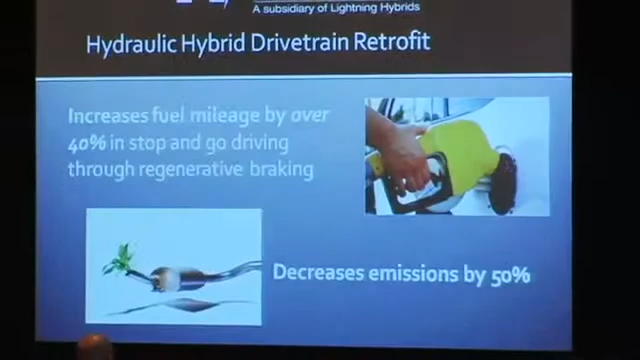 A subsidiary of Lightning Hybrids
Hydraulic Hybrid Drivetrain Retrofit
Increases fuel mileage by over
40% in stop and go driving
through regenerative braking
Decreases emissions by 50%